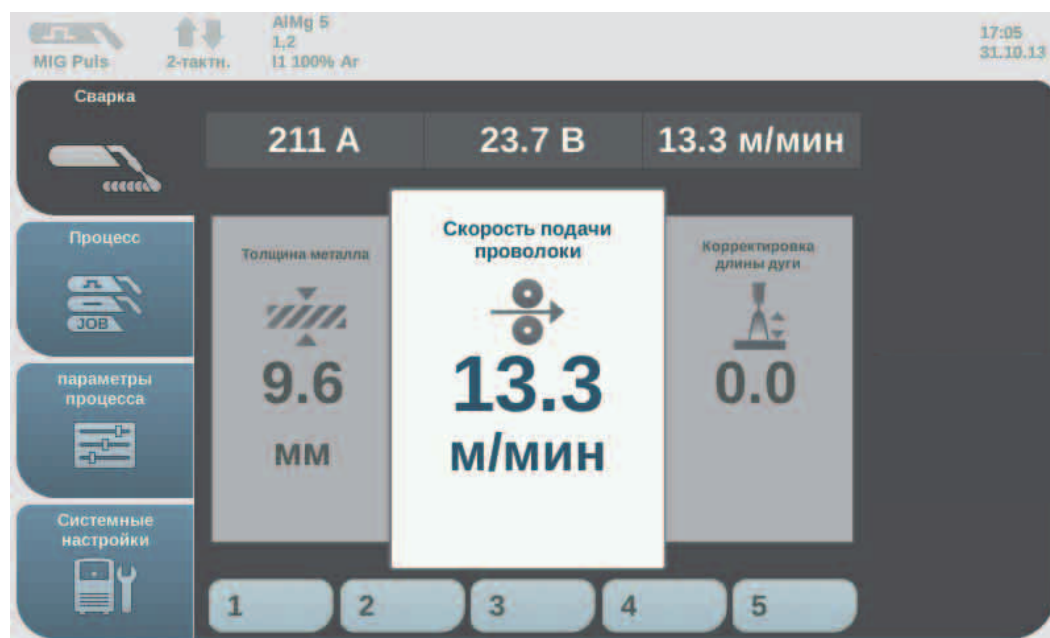 MIG Puls
2-тактн.
AlMg 5
1,2
I1 100% Ar
17:05
31.10.13
Сварка
211 А
23.7 В
13.3 м/мин
Процесс
JOB
параметры
процесса
Системные
настройки
Толщина металла
9.6
мм
Скорость подачи
проволоки
13.3
м/мин
Корректировка
длины дуги
0.0
1
2
3
4
5